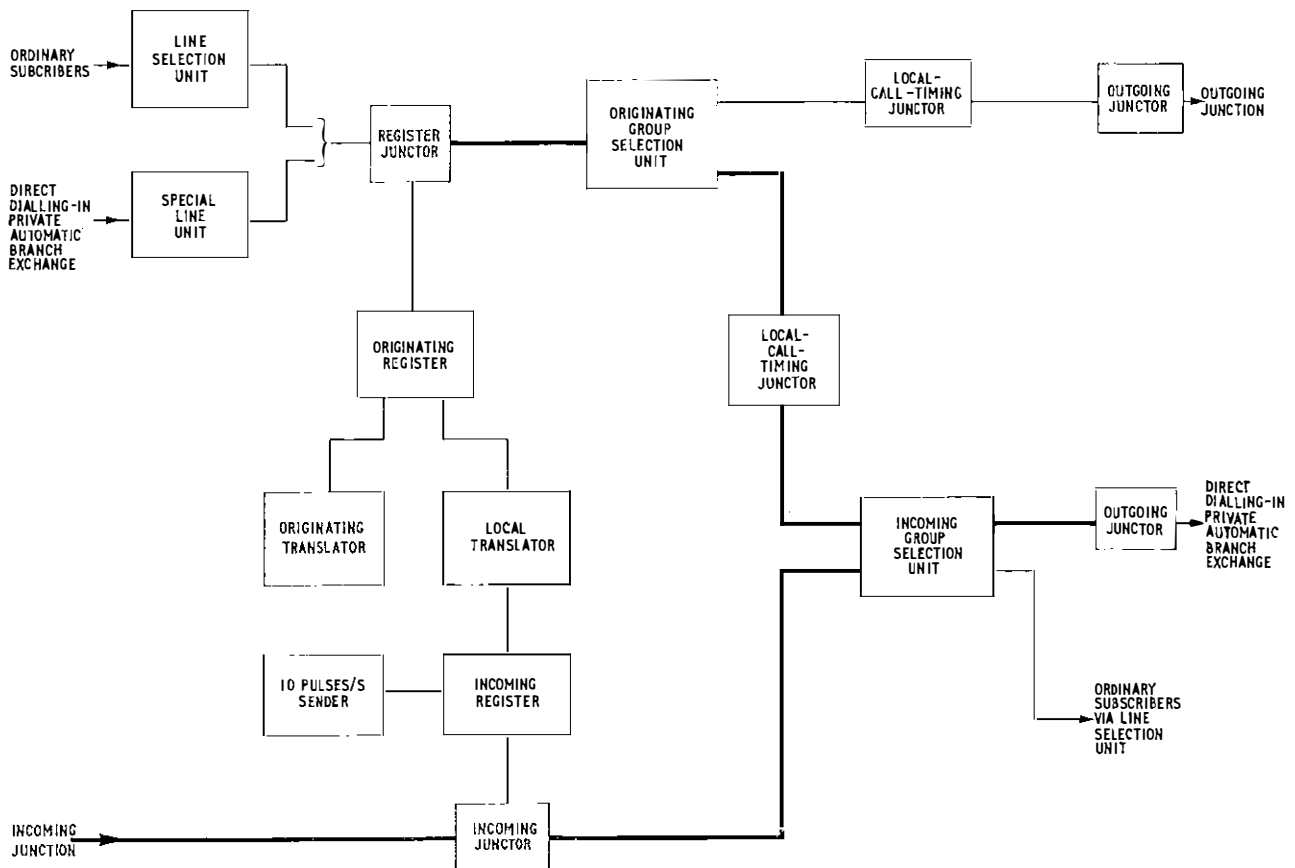 ORDINARY
SUBCRIBERS
LINE
SELECTION
UNIT
DIRECT
DIALLING-IN
PRIVATE
AUTOMATIC
BRANCH
EXCHANGE
SPECIAL
LINE
UNIT
REGISTER
JUNCTOR
ORIGINATING
GROUP
SELECTION
UNIT
LOCAL-
CALL-TIMING
JUNCTOR
OUTGOING
JUNCTOR
OUTGOING
JUNCTION
ORIGINATING
REGISTER
LOCAL-
CALL-
TIMING
JUNCTOR
ORIGINATING
TRANSLATOR
LOCAL
TRANSLATOR
INCOMING
GROUP
SELECTION
UNIT
OUTGOING
JUNCTOR
DIRECT
DIALLING-IN
PRIVATE
AUTOMATIC
BRANCH
EXCHANGE
10 PULSES/S
SENDER
INCOMING
REGISTER
ORDINARY
SUBSCRIBERS
VIA LINE
SELECTION
UNIT
INCOMING
JUNCTION
INCOMING
JUNCTOR